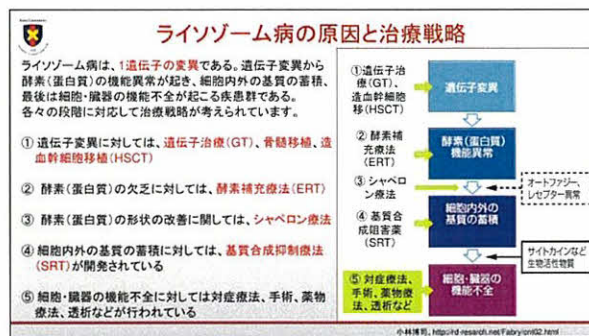 ライソゾーム病の原因と治療戦略
ライソゾーム病は、1遺伝子の変異である。遺伝子変異から
酵素(蛋白質)の機能異常が起き、細胞内外の基質の蓄積、
最後は細胞・臓器の機能不全が起こる疾患群である。
各々の段階に対応して治療戦略が考えられています。
① 遺伝子変異に対しては、遺伝子治療(GT)、骨髄移植、造
血幹細胞移植(HSCT)
② 酵素(蛋白質)の欠乏に対しては、酵素補充療法(ERT)
③ 酵素(蛋白質)の形状の改善に関しては、シャペロン療法
④ 細胞内外の基質の蓄積に対しては、基質合成抑制療法
(SRT)が開発されている
⑤ 細胞・臓器の機能不全に対しては対症療法、手術、薬物
療法、透析などが行われている
①遺伝子治
療(GT)、
造血幹細胞
移(HSCT)
② 酵素補
充療法
(ERT)
③ シャペロン
療法
④ 基質合
成阻害薬
(SRT)
⑤ 対症療法、
手術、薬物療
法、透析など
遺伝子変異
酵素(蛋白質)
機能異常
細胞内外の
基質の蓄積
細胞・臓器の
機能不全
オートファジー、
レセプター異常
サイトカインなど
生物活性物質
小林博司。http://rd-research.net/Fabry/cnt02.html